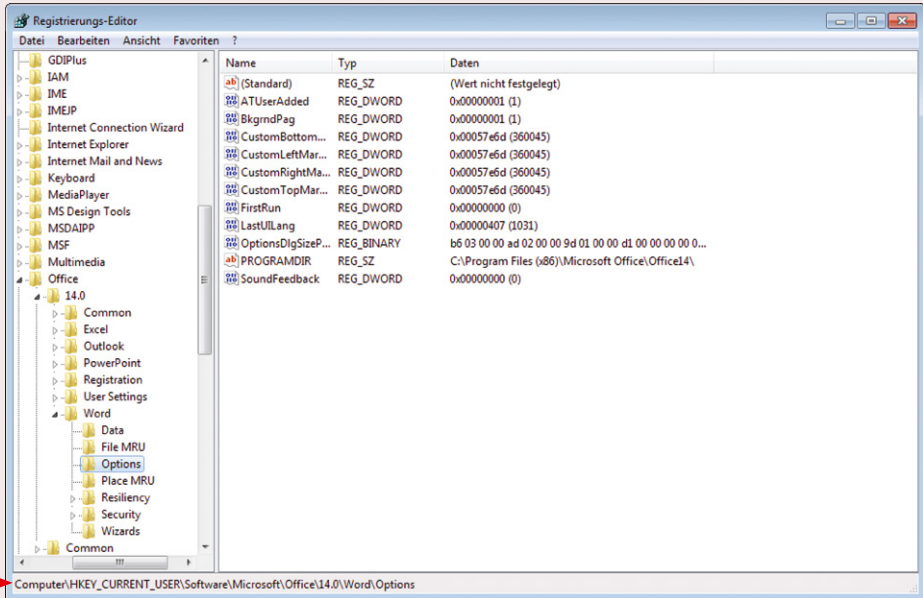 Registrierungs-Editor
Datei Bearbeiten Ansicht Favoriten ?
GDIPlus
IAM
IME
IMEJP
Internet Connection Wizard
Internet Explorer
Internet Mail and News
Keyboard
MediaPlayer
MS Design Tools
MSDAIPP
MSF
Multimedia
Office
14.0
Common
Excel
Outlook
PowerPoint
Registration
User Settings
Word
Data
File MRU
Options
Place MRU
Resiliency
Security
Wizards
Common
Name Typ Daten
(Standard) REG_SZ (Wert nicht festgelegt)
ATUserAdded REG_DWORD 0x00000001 (1)
BkgrndPag REG_DWORD 0x00000001 (1)
CustomBottom... REG_DWORD 0x00057e6d (360045)
CustomLeftMar... REG_DWORD 0x00057e6d (360045)
CustomRightMa... REG_DWORD 0x00057e6d (360045)
CustomTopMar... REG_DWORD 0x00057e6d (360045)
FirstRun REG_DWORD 0x00000000 (0)
LastUILang REG_DWORD 0x00000407 (1031)
OptionsDlgSizeP... REG_BINARY b6 03 00 00 ad 02 00 00 9d 01 00 00 d1 00 00 00 00 0...
PROGRAMDIR REG_SZ C:\Program Files (x86)\Microsoft Office\Office14\
SoundFeedback REG_DWORD 0x00000000 (0)
Computer\HKEY_CURRENT_USER\Software\Microsoft\Office\14.0\Word\Options